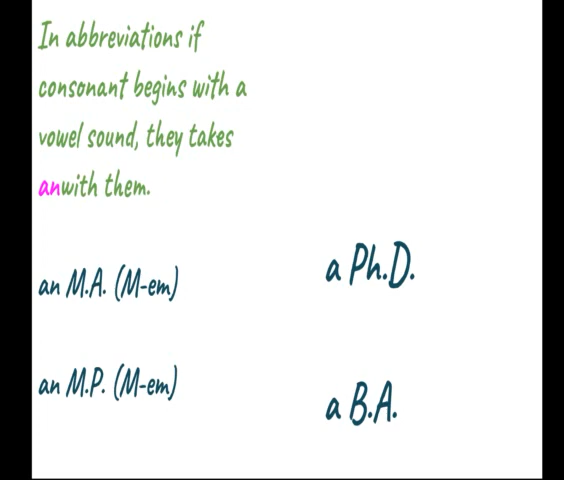 In abbreviations if
consonant begins with a
vowel sound, they takes
anwith them.
an M.A. (M-em)
a Ph.D.
an M.P. (M-em)
a B.A.